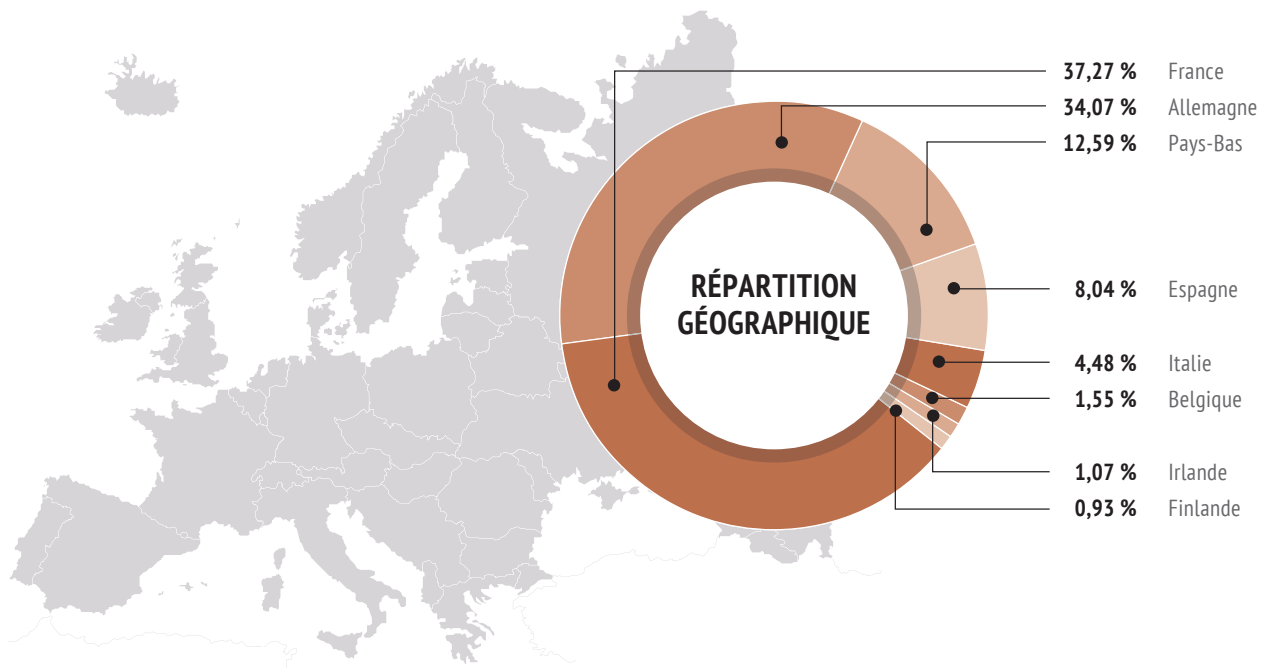 37,27 % France
34,07 % Allemagne
12,59 % Pays-Bas
RÉPARTITION
GÉOGRAPHIQUE
8,04 % Espagne
4,48 % Italie
1,55 % Belgique
1,07 % Irlande
0,93 % Finlande